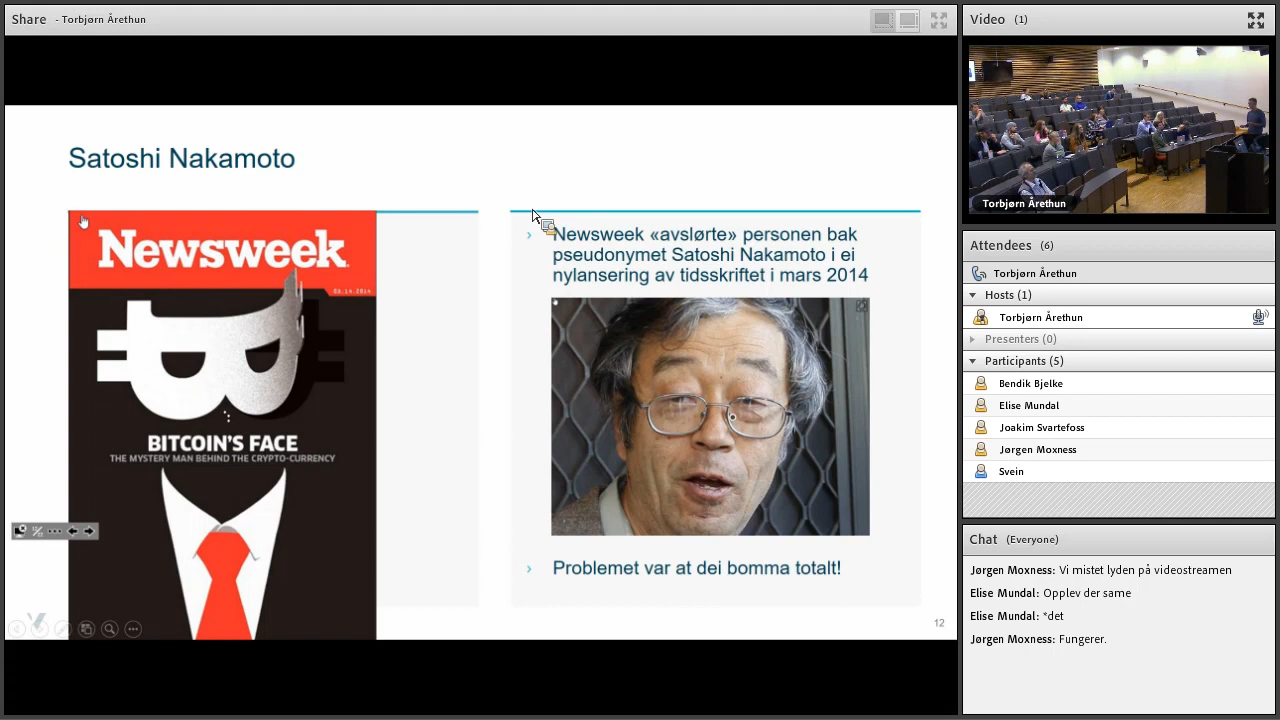 Share - Torbjørn Årethun
Satoshi Nakamoto
Newsweek
03.14.2014
BITCOIN'S FACE
THE MYSTERY MAN BEHIND THE CRYPTO-CURRENCY
› Newsweek «avslørte» personen bak
pseudonymet Satoshi Nakamoto i ei
nylansering av tidsskriftet i mars 2014
› Problemet var at dei bomma totalt!
12
Video (1)
Torbjørn Årethun
Attendees (6)
Torbjørn Årethun
Hosts (1)
Torbjørn Årethun
Presenters (0)
Participants (5)
Bendik Bjelke
Elise Mundal
Joakim Svartefoss
Jørgen Moxness
Svein
Chat (Everyone)
Jørgen Moxness: Vi mistet lyden på videostreamen
Elise Mundal: Opplev der same
Elise Mundal: *det
Jørgen Moxness: Fungerer.